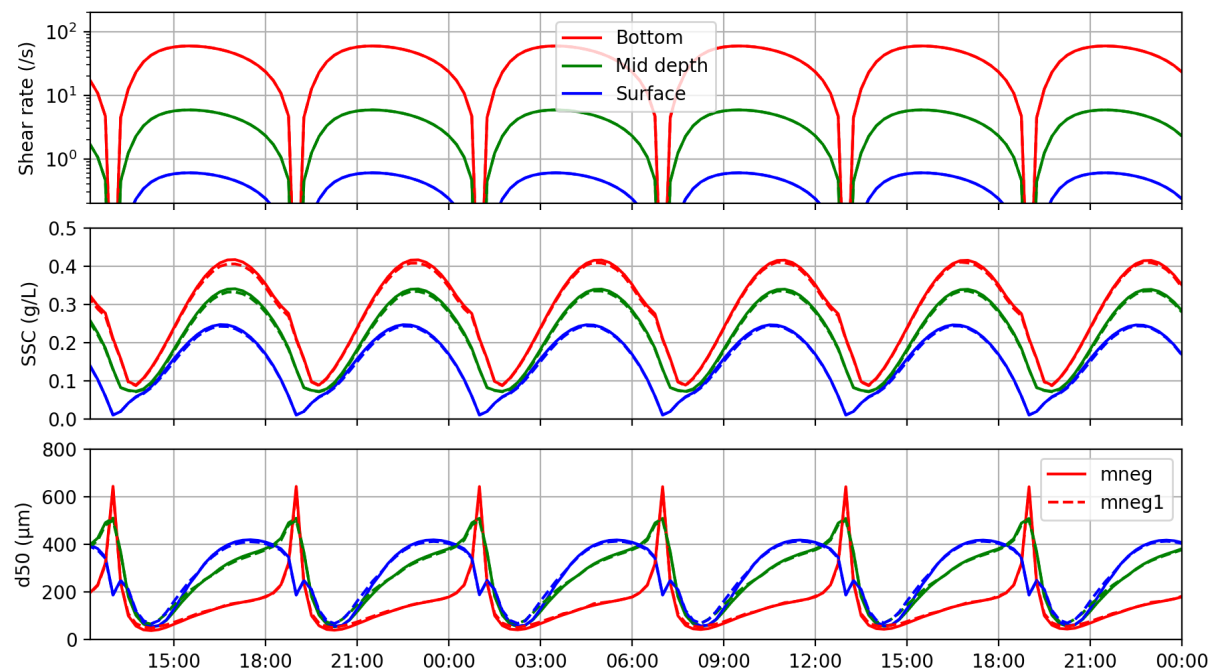 Shear rate (/s)
10²
10¹
10⁰
Bottom
Mid depth
Surface
SSC (g/L)
0.5
0.4
0.3
0.2
0.1
0.0
d50 (μm)
800
600
400
200
0
mneg
mneg1
15:00 18:00 21:00 00:00 03:00 06:00 09:00 12:00 15:00 18:00 21:00 00:00